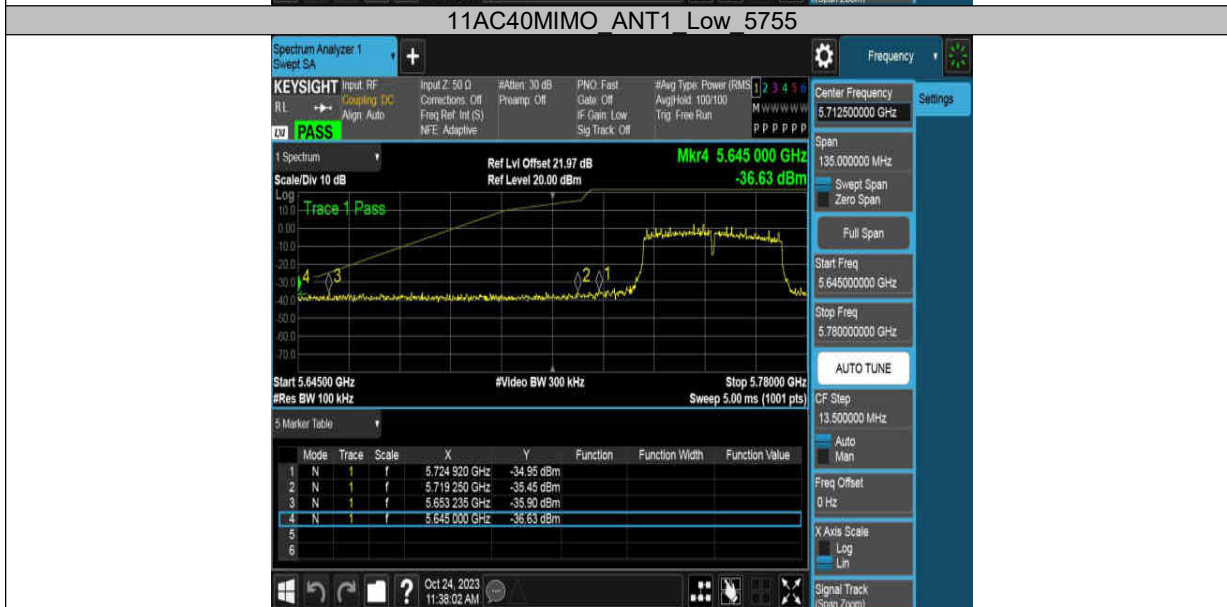 (Span Zoom)
11AC40MIMO_ANT1_Low_5755
Spectrum Analyzer 1
Swept SA
+
Frequency
KEYSIGHT
RL
LXI PASS
Input: RF
Coupling: DC
Align: Auto
Input Z: 50 Ω
Corrections: Off
Freq Ref: Int (S)
NFE: Adaptive
#Atten: 30 dB
Preamp: Off
PNO: Fast
Gate: Off
IF Gain: Low
Sig Track: Off
#Avg Type: Power (RMS
Avg|Hold: 100/100
Trig: Free Run
1 2 3 4 5 6
M W W W W W
P P P P P P
Center Frequency
5.712500000 GHz
Settings
Span
135.000000 MHz
Swept Span
Zero Span
Full Span
Start Freq
5.645000000 GHz
Stop Freq
5.780000000 GHz
AUTO TUNE
CF Step
13.500000 MHz
Auto
Man
Freq Offset
0 Hz
X Axis Scale
Log
Lin
Signal Track
(Span Zoom)
1 Spectrum
Scale/Div 10 dB
Ref Lvl Offset 21.97 dB
Ref Level 20.00 dBm
Mkr4 5.645 000 GHz
-36.63 dBm
Log
Trace 1 Pass
10.0
0.00
-10.0
-20.0
-30.0
-40.0
-50.0
-60.0
-70.0
4 3 2 1
Start 5.64500 GHz #Video BW 300 kHz Stop 5.78000 GHz
#Res BW 100 kHz Sweep 5.00 ms (1001 pts)
5 Marker Table
Mode Trace Scale X Y Function Function Width Function Value
1 N 1 f 5.724 920 GHz -34.95 dBm
2 N 1 f 5.719 250 GHz -35.45 dBm
3 N 1 f 5.653 235 GHz -35.90 dBm
4 N 1 f 5.645 000 GHz -36.63 dBm
5
6
?
Oct 24, 2023
11:38:02 AM